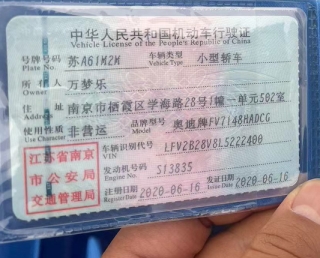 中华人民共和国机动车行驶证
Vehicle License of the People's Republic of China
号牌号码 苏A61M2M 车辆类型 小型轿车
Plate No. Vehicle Type
所有人 万梦乐
Owner
住址 南京市栖霞区学海路28号1幢一单元502室
Address
使用性质 非营运 品牌型号 奥迪牌FV7148HADCG
Use Character Model
江苏省南京市公安局交通管理局
车辆识别代号 LFV2B28V8L5222400
VIN
发动机号码 S13835
Engine No.
注册日期 2020-06-16 发证日期 2020-06-16
Register Date Issue Date